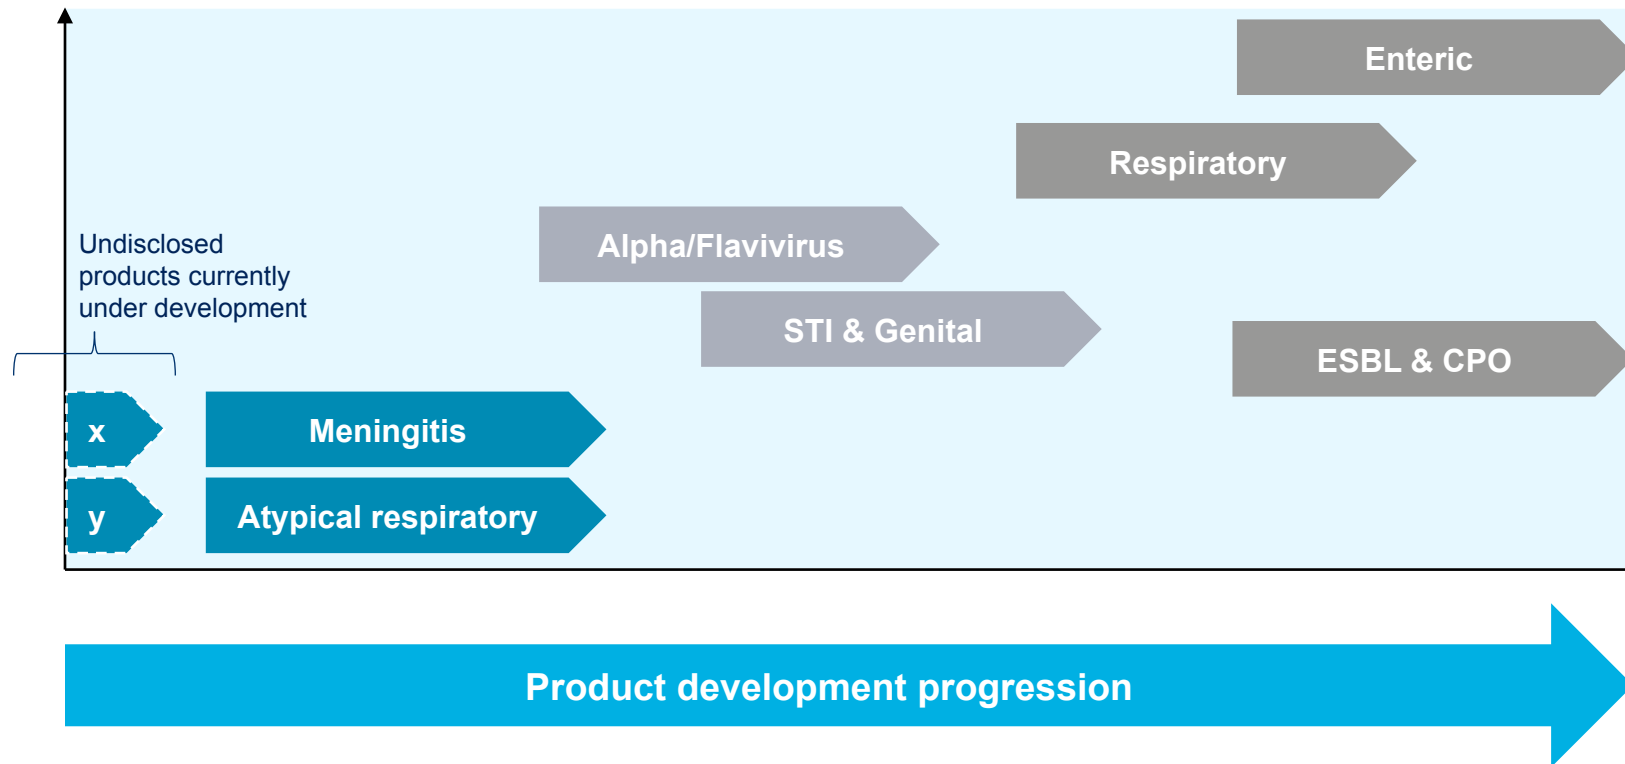 Enteric
Respiratory
Undisclosed
products currently
under development
Alpha/Flavivirus
STI & Genital
ESBL & CPO
x
Meningitis
y
Atypical respiratory
Product development progression